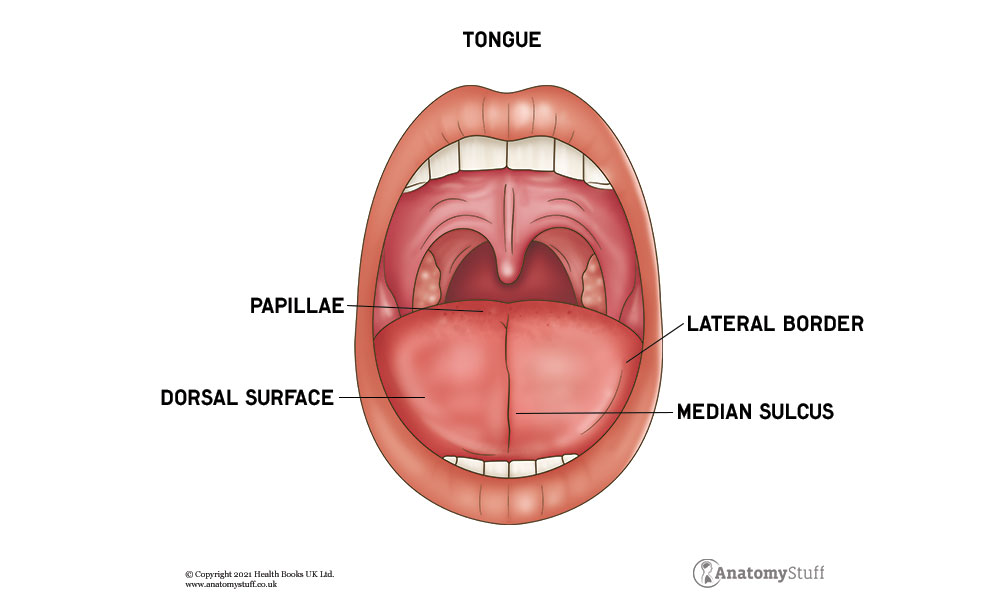 TONGUE
PAPILLAE
LATERAL BORDER
DORSAL SURFACE
MEDIAN SULCUS
© Copyright 2021 Health Books UK Ltd.
www.anatomystuff.co.uk
AnatomyStuff